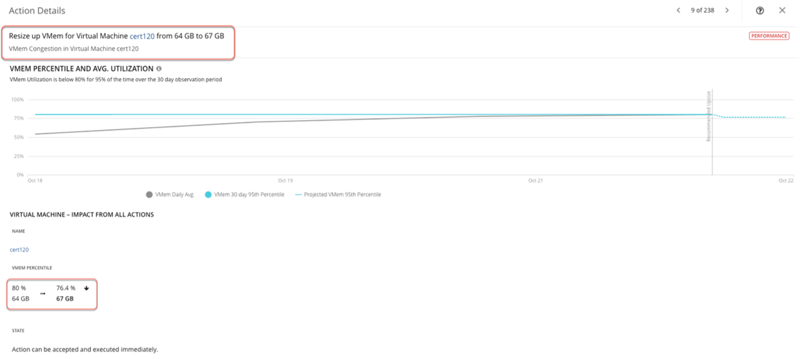 Action Details
9 of 238
Resize up VMem for Virtual Machine cert120 from 64 GB to 67 GB
VMem Congestion in Virtual Machine cert120
PERFORMANCE
VMEM PERCENTILE AND AVG. UTILIZATION
VMem Utilization is below 80% for 95% of the time over the 30 day observation period
100%
75%
50%
25%
0%
Oct 18
Oct 19
Oct 21
Oct 22
VMem Daily Avg
VMem 30 day 95th Percentile
Projected VMem 95th Percentile
VIRTUAL MACHINE – IMPACT FROM ALL ACTIONS
NAME
cert120
VMEM PERCENTILE
80 % → 76.4 %
64 GB 67 GB
STATE
Action can be accepted and executed immediately.